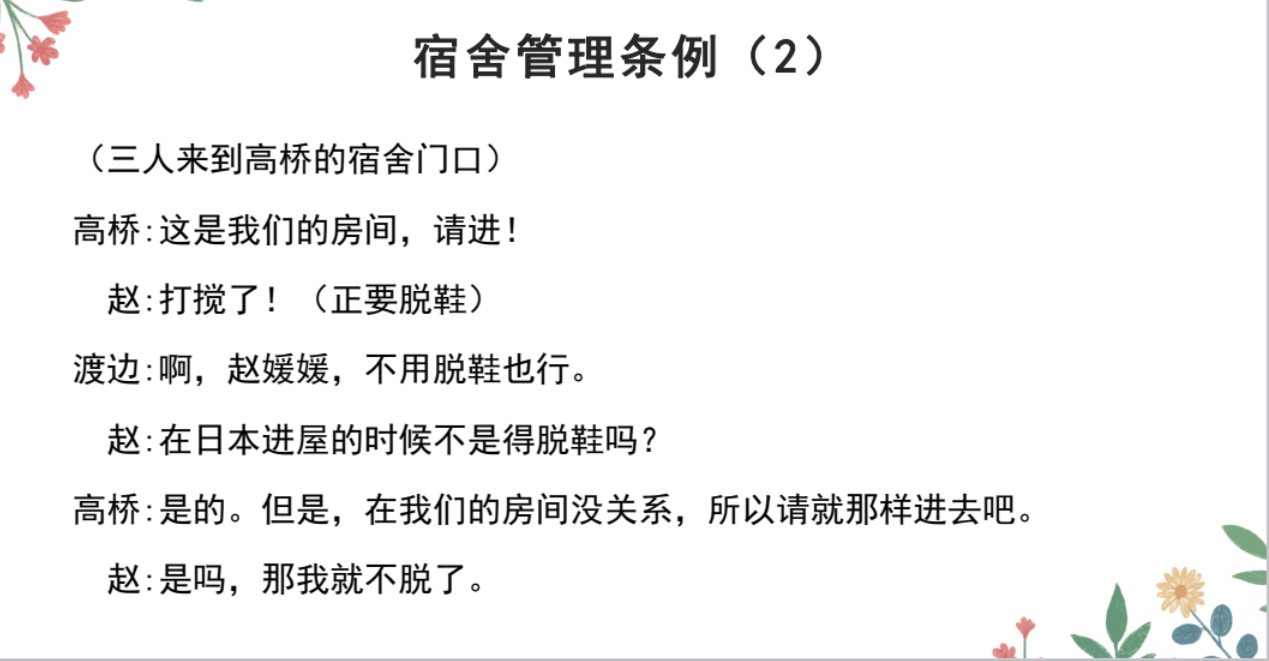 宿舍管理条例（2）
（三人来到高桥的宿舍门口）
高桥：这是我们的房间，请进！
赵：打搅了！（正要脱鞋）
渡边：啊，赵媛媛，不用脱鞋也行。
赵：在日本进屋的时候不是得脱鞋吗？
高桥：是的。但是，在我们的房间没关系，所以请就那样进去吧。
赵：是吗，那我就不脱了。